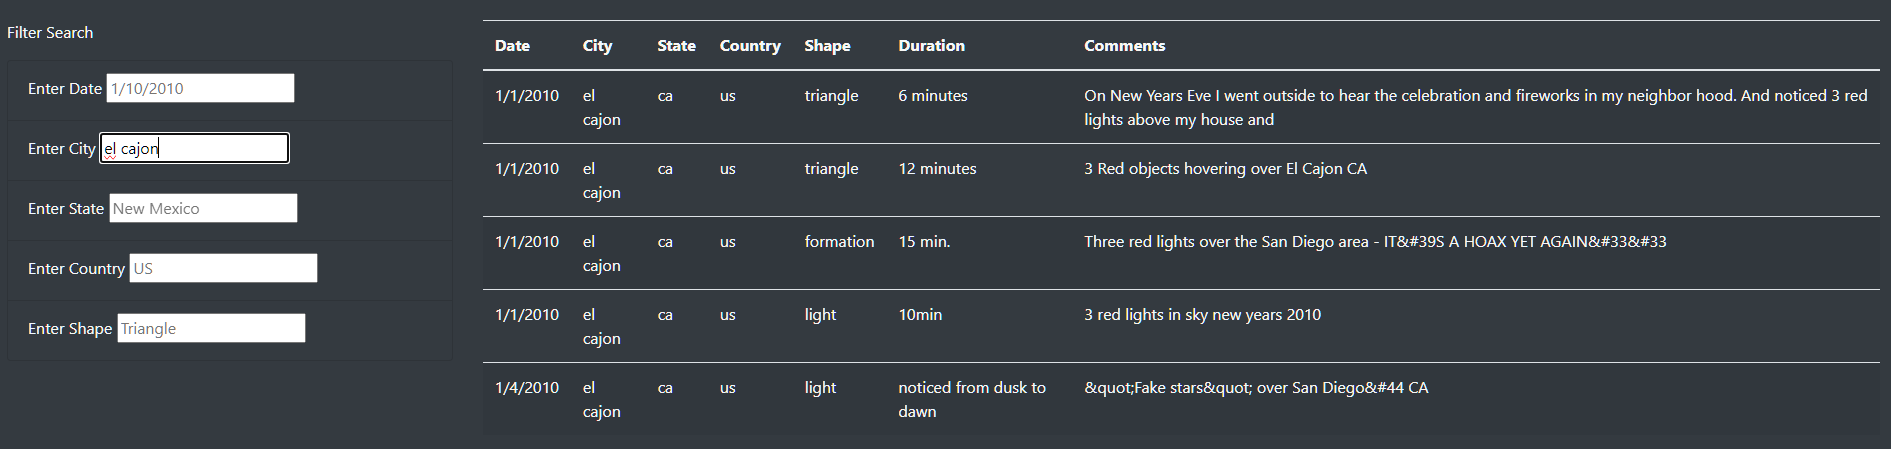 Filter Search
Enter Date 1/10/2010
Enter City el cajon
Enter State New Mexico
Enter Country US
Enter Shape Triangle
Date City State Country Shape Duration Comments
1/1/2010 el ca us triangle 6 minutes On New Years Eve I went outside to hear the celebration and fireworks in my neighbor hood. And noticed 3 red
cajon lights above my house and
1/1/2010 el ca us triangle 12 minutes 3 Red objects hovering over El Cajon CA
cajon
1/1/2010 el ca us formation 15 min. Three red lights over the San Diego area - IT&#39S A HOAX YET AGAIN&#33&#33
cajon
1/1/2010 el ca us light 10min 3 red lights in sky new years 2010
cajon
1/4/2010 el ca us light noticed from dusk to &quot;Fake stars&quot; over San Diego&#44 CA
cajon dawn